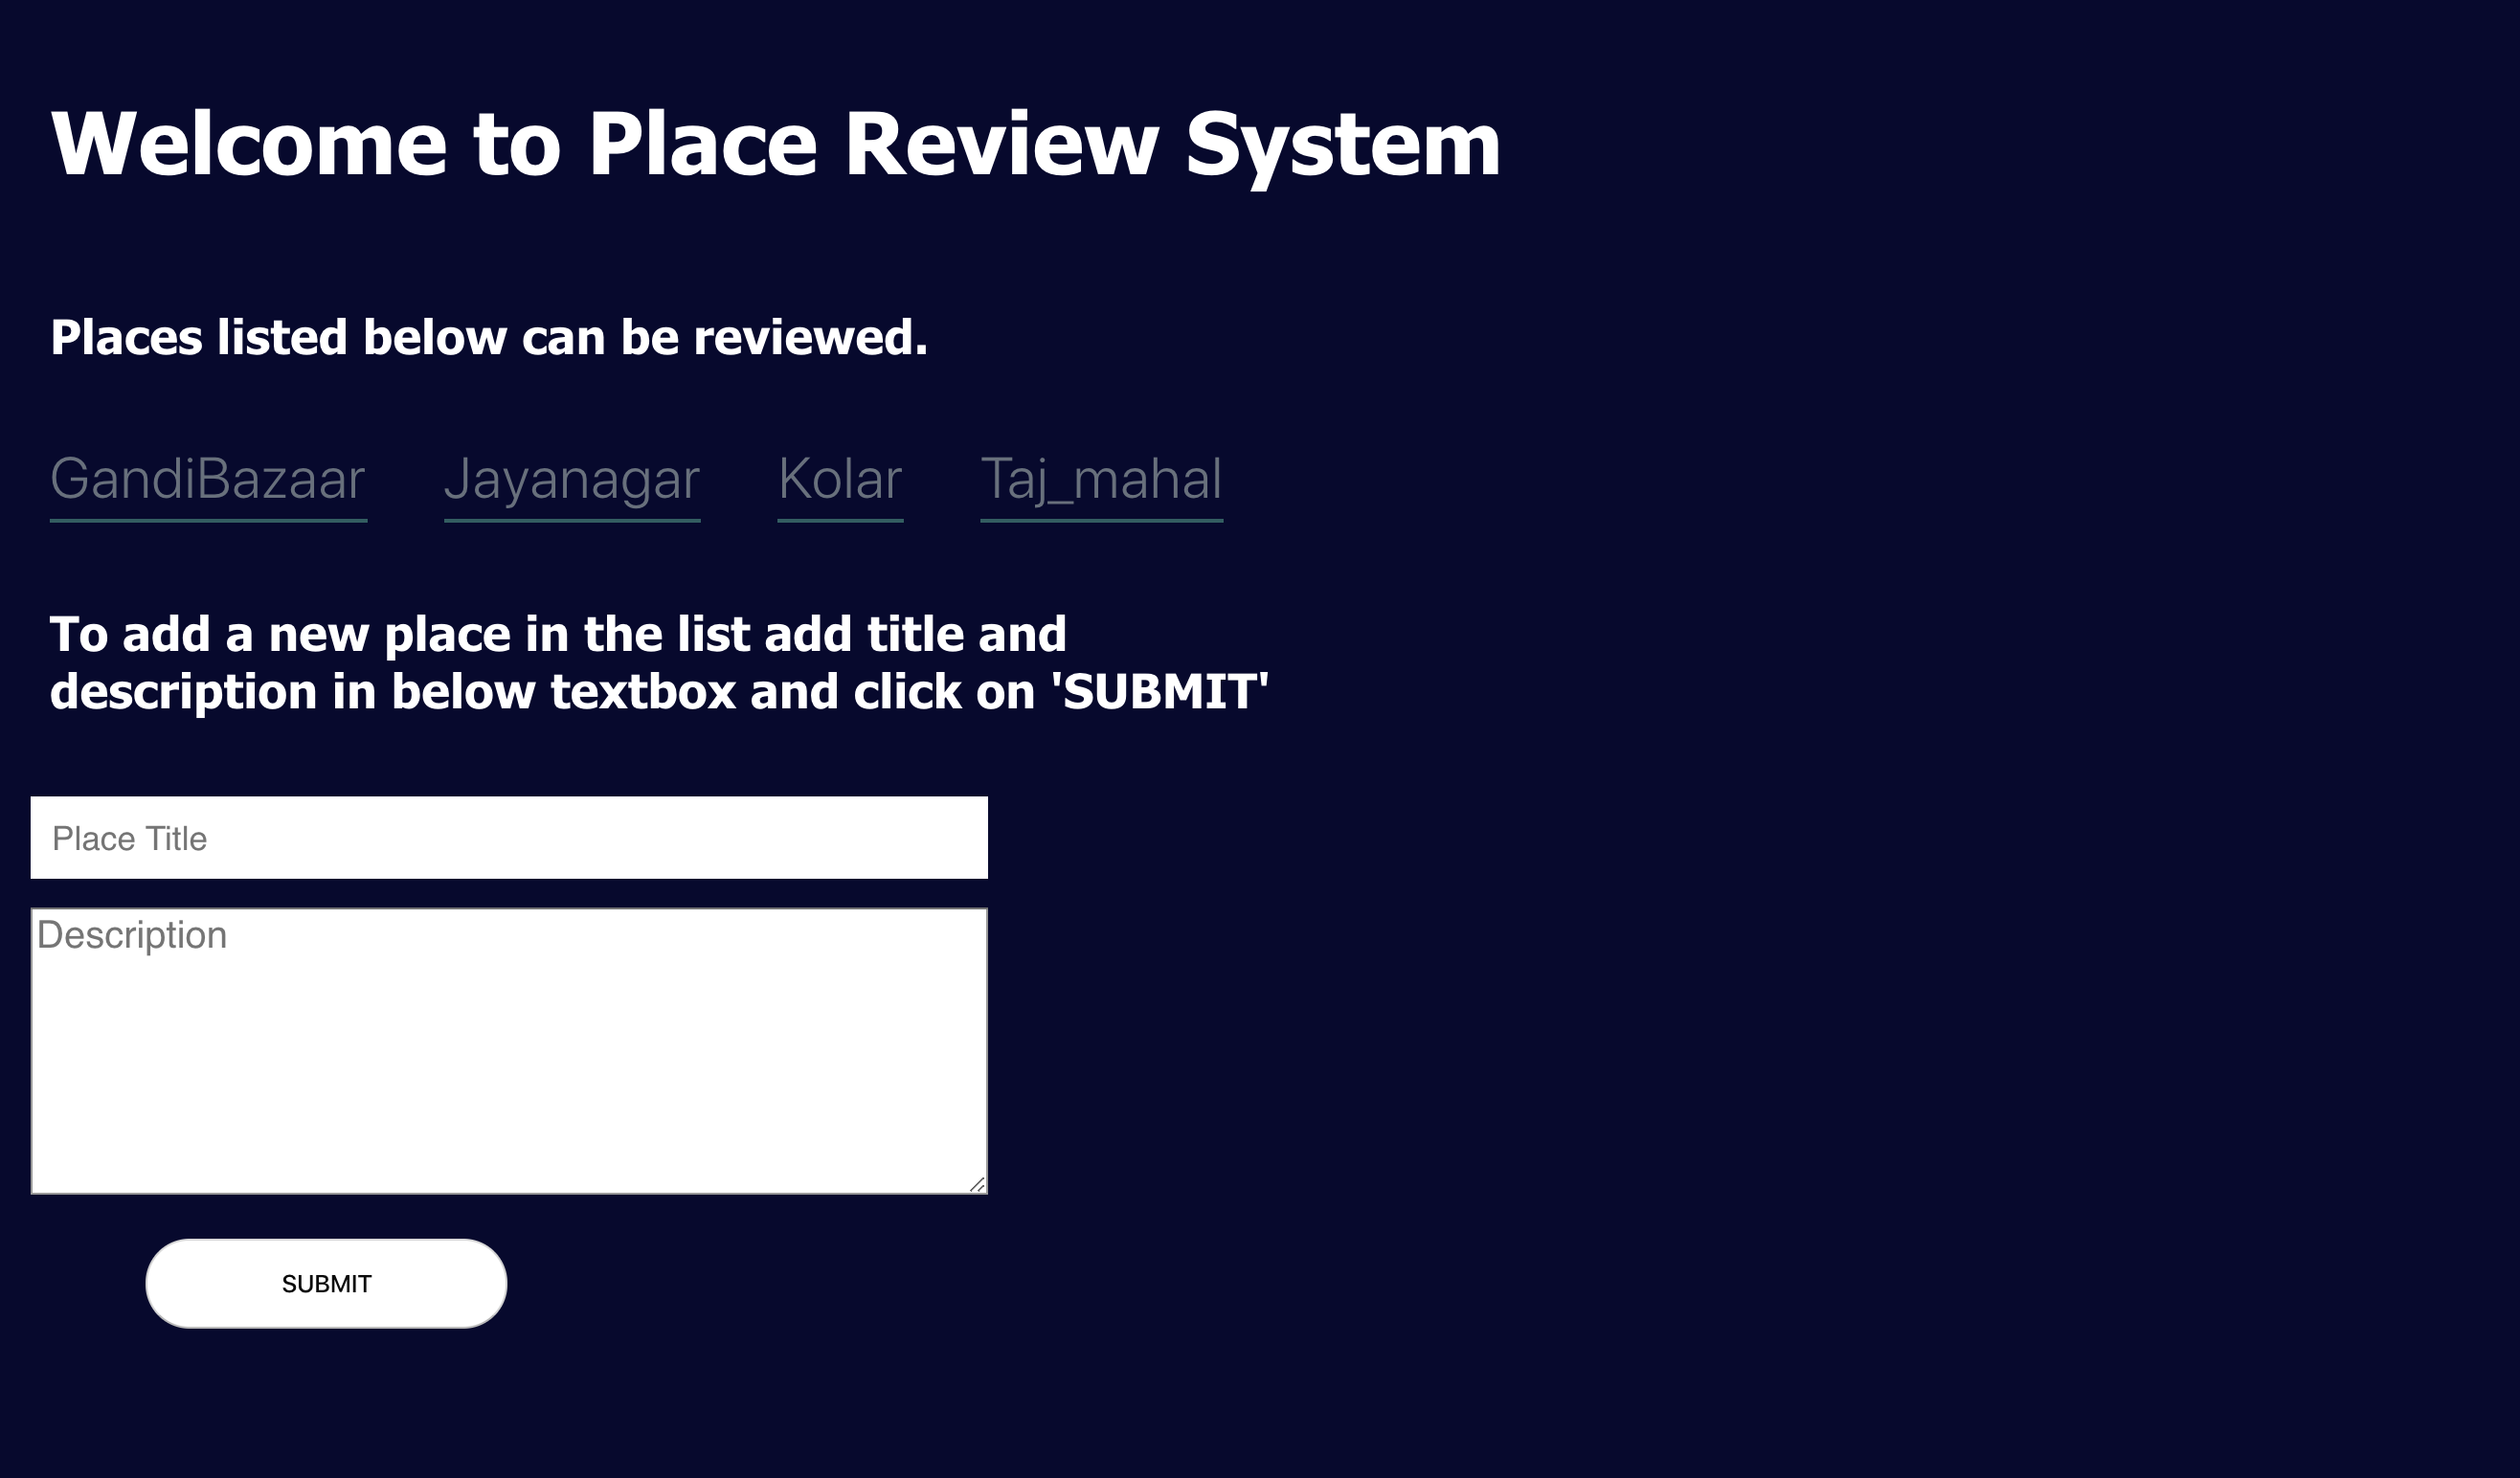 Welcome to Place Review System
Places listed below can be reviewed.
GandiBazaar Jayanagar Kolar Taj_mahal
To add a new place in the list add title and
description in below textbox and click on 'SUBMIT'
Place Title
Description
SUBMIT